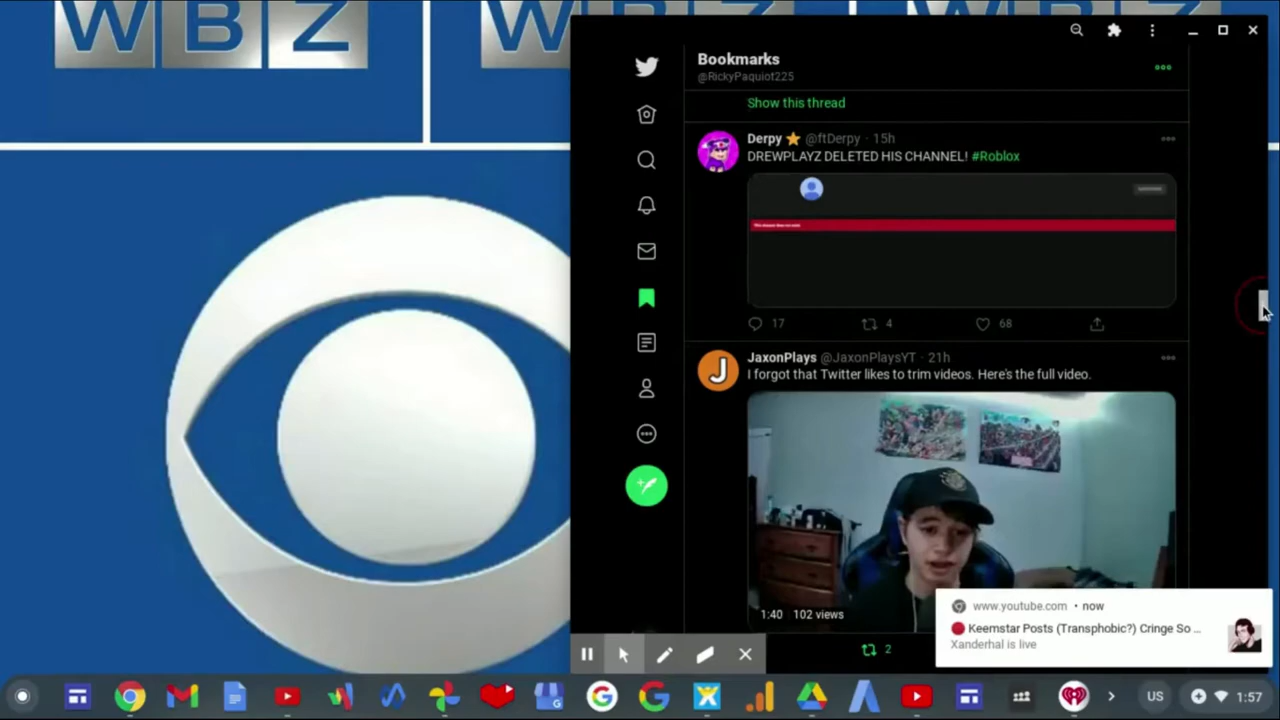 WBZ
WBZ
Bookmarks
@RickyPaquiot225
Show this thread
Derpy ⭐ @ftDerpy · 15h
DREWPLAYZ DELETED HIS CHANNEL! #Roblox
17 4 68
JaxonPlays @JaxonPlaysYT · 21h
I forgot that Twitter likes to trim videos. Here's the full video.
1:40 102 views
2
www.youtube.com • now
🔴 Keemstar Posts (Transphobic?) Cringe So ...
Xanderhal is live
US 1:57